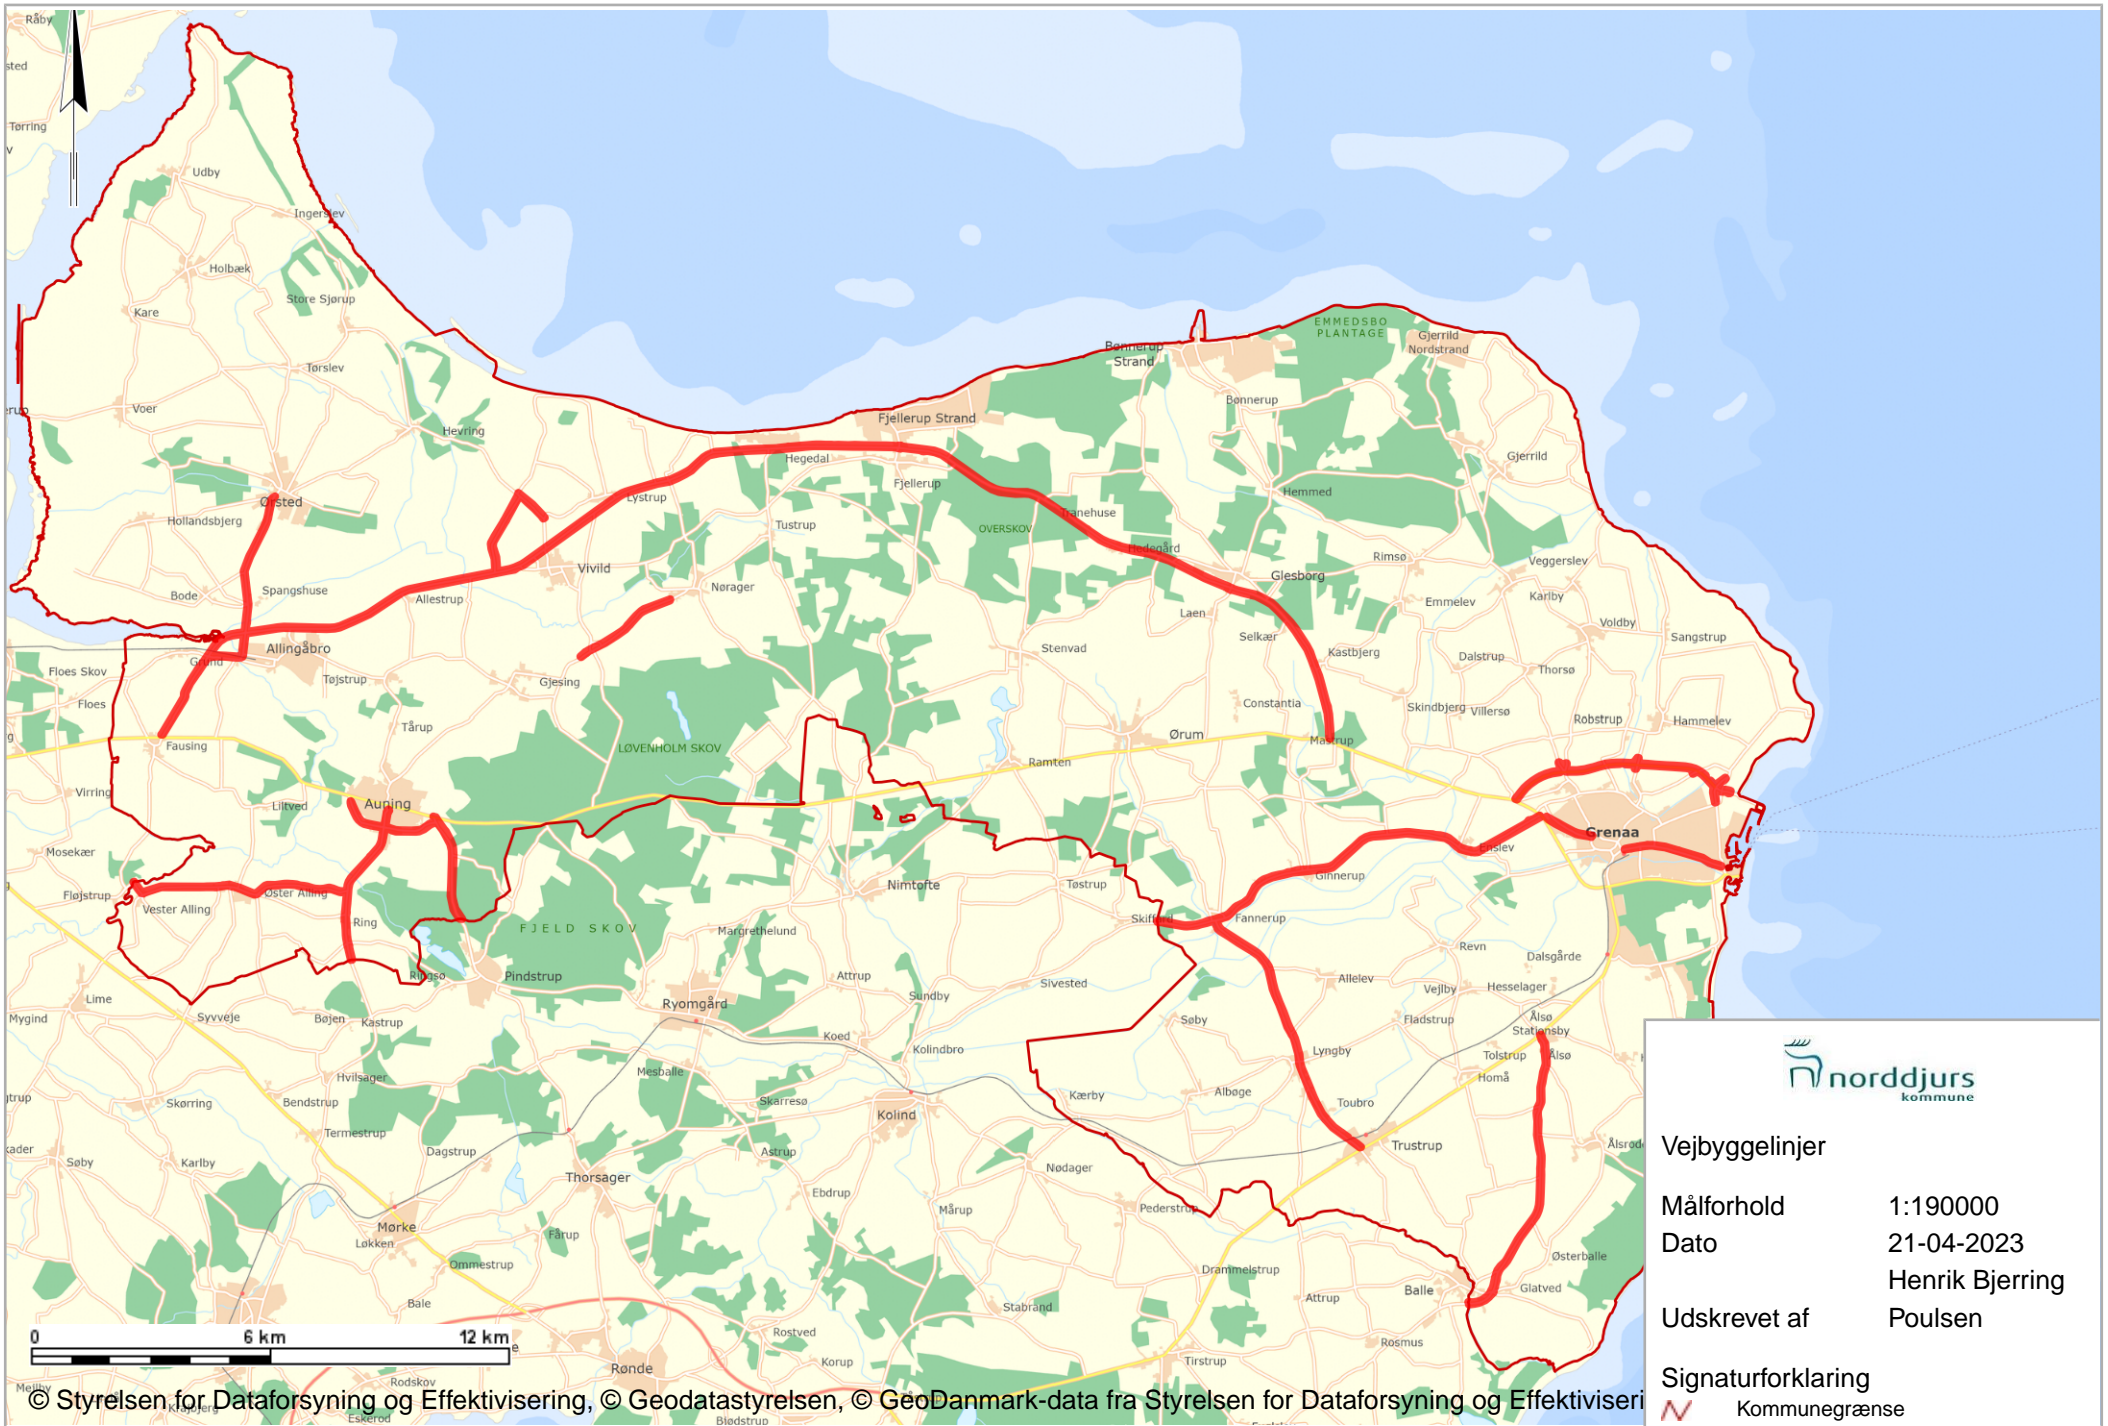 Råby
Tørring
Udby
Ingerslev
Holbæk
Store Sjørup
Kare
Tørslev
Voer
Hevring
Ørsted
Hollandsbjerg
Bode
Spangshuse
Allestrup
Vivild
Lystrup
Nørager
Tustrup
Hegedal
Fjellerup Strand
Fjellerup
OVERSKOV
Tranehuse
Hedegård
Bønnerup
Strand
Bønnerup
EMMEDSBO
PLANTAGE
Gjerrild
Nordstrand
Gjerrild
Hemmed
Rimsø
Veggerslev
Glesborg
Emmelev
Karlby
Laen
Selkær
Voldby
Sangstrup
Kastbjerg
Dalstrup
Thorsø
Stenvad
Grund
Allingåbro
Tøjstrup
Gjesing
Floes Skov
Floes
Fausing
Tårup
LØVENHOLM SKOV
Constantia
Skindbjerg
Villersø
Robstrup
Hammelev
Ørum
Mastrup
Ramten
Virring
Liltved
Auning
Grenaa
Mosekær
Enslev
Fløjstrup
Vester Alling
Øster Alling
Ring
FJELD SKOV
Nimtofte
Tøstrup
Ginnerup
Skiffard
Fannerup
Margrethelund
Revn
Dalsgårde
Ringsø
Pindstrup
Attrup
Sivested
Allelev
Vejlby
Hesselager
Lime
Ryomgård
Sundby
Mygind
Syvveje
Bøjen
Kastrup
Koed
Kolindbro
Søby
Fladstrup
Ålsø
Stationsby
Lyngby
Tolstrup
Ålsø
Homå
Hvilsager
Mesballe
Skarresø
Kærby
Albøge
Toubro
Skørring
Bendstrup
Kolind
Termestrup
Trustrup
Søby
Karlby
Dagstrup
Astrup
Nødager
Thorsager
Ebdrup
Mårup
Pederstrup
Mørke
Løkken
Fårup
Ommestrup
Drammelstrup
Østerballe
Glatved
Balle
Attrup
Bale
Stabrand
Rostved
Rosmus
Korup
Tirstrup
Rønde
Rodskov
Eskerod
0 6 km 12 km
norddjurs
kommune
Vejbyggelinjer
Målforhold 1:190000
Dato 21-04-2023
Henrik Bjerring
Udskrevet af Poulsen
Signaturforklaring
Kommunegrænse
© Styrelsen for Dataforsyning og Effektivisering, © Geodatastyrelsen, © GeoDanmark-data fra Styrelsen for Dataforsyning og Effektiviseri